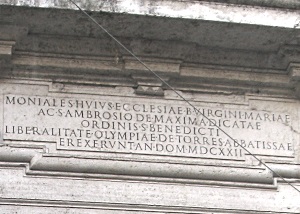 MONIALES HVIVS ECCLESIAE B VIRGINI MARIAE
AC S AMBROSIO DE MAXIMA DICATAE
ORDINIS S BENEDICTI
LIBERALITATE OLYMPIAE DE TORRES ABBATISSAE
EREXERVNT AN DOM MDCXXII